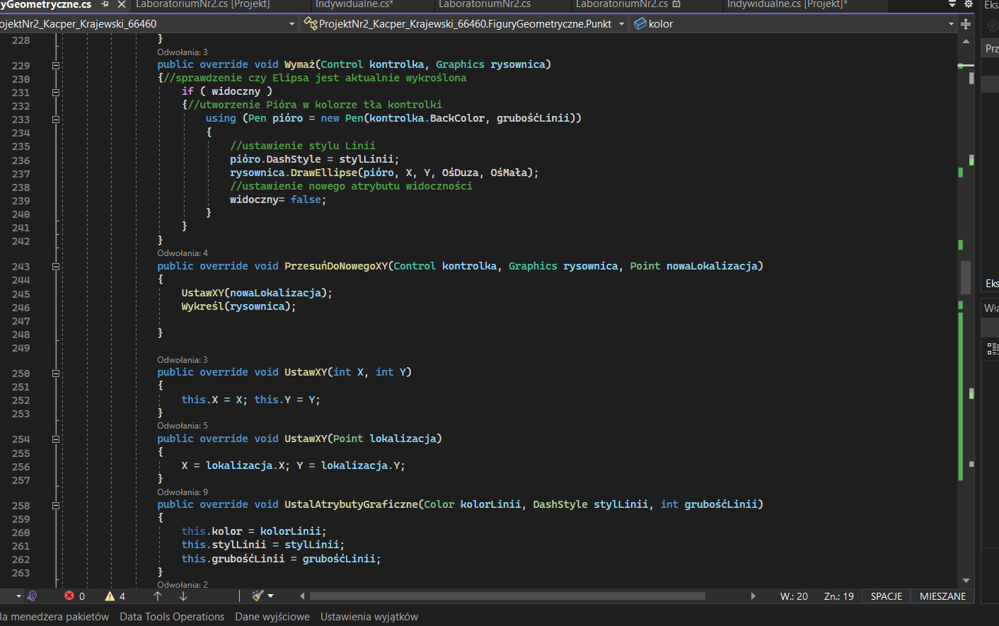 yGeometryczne.cs LaboratoriumNr2.cs [Projekt] Indywidualne.cs* LaboratoriumNr2.cs LaboratoriumNr2.cs Indywidualne.cs [Projekt]* Eks
ojektNr2_Kacper_Krajewski_66460 ProjektNr2_Kacper_Krajewski_66460.FiguryGeometryczne.Punkt kolor
Prz
228 }
Odwołania: 3
229 public override void Wymaż(Control kontrolka, Graphics rysownica)
230 {//sprawdzenie czy Elipsa jest aktualnie wykroślona
231 if ( widoczny )
232 {//utworzenie Pióra w kolorze tła kontrolki
233 using (Pen pióro = new Pen(kontrolka.BackColor, grubośćLinii))
234 {
235 //ustawienie stylu Linii
236 pióro.DashStyle = stylLinii;
237 rysownica.DrawEllipse(pióro, X, Y, OśDuza, OśMała);
238 //ustawienie nowego atrybutu widoczności
239 widoczny= false;
240 }
241 }
242 }
Odwołania: 4
243 public override void PrzesuńDoNowegoXY(Control kontrolka, Graphics rysownica, Point nowaLokalizacja)
244 {
245 UstawXY(nowaLokalizacja);
246 Wykreśl(rysownica);
247
248 }
249
Odwołania: 3
250 public override void UstawXY(int X, int Y)
251 {
252 this.X = X; this.Y = Y;
253 }
Odwołania: 5
254 public override void UstawXY(Point lokalizacja)
255 {
256 X = lokalizacja.X; Y = lokalizacja.Y;
257 }
Odwołania: 9
258 public override void UstalAtrybutyGraficzne(Color kolorLinii, DashStyle stylLinii, int grubośćLinii)
259 {
260 this.kolor = kolorLinii;
261 this.stylLinii = stylLinii;
262 this.grubośćLinii = grubośćLinii;
263 }
Odwołania: 2
Eks
Wła
0 4 W.: 20 Zn.: 19 SPACJE MIESZANE
la menedżera pakietów Data Tools Operations Dane wyjściowe Ustawienia wyjątków